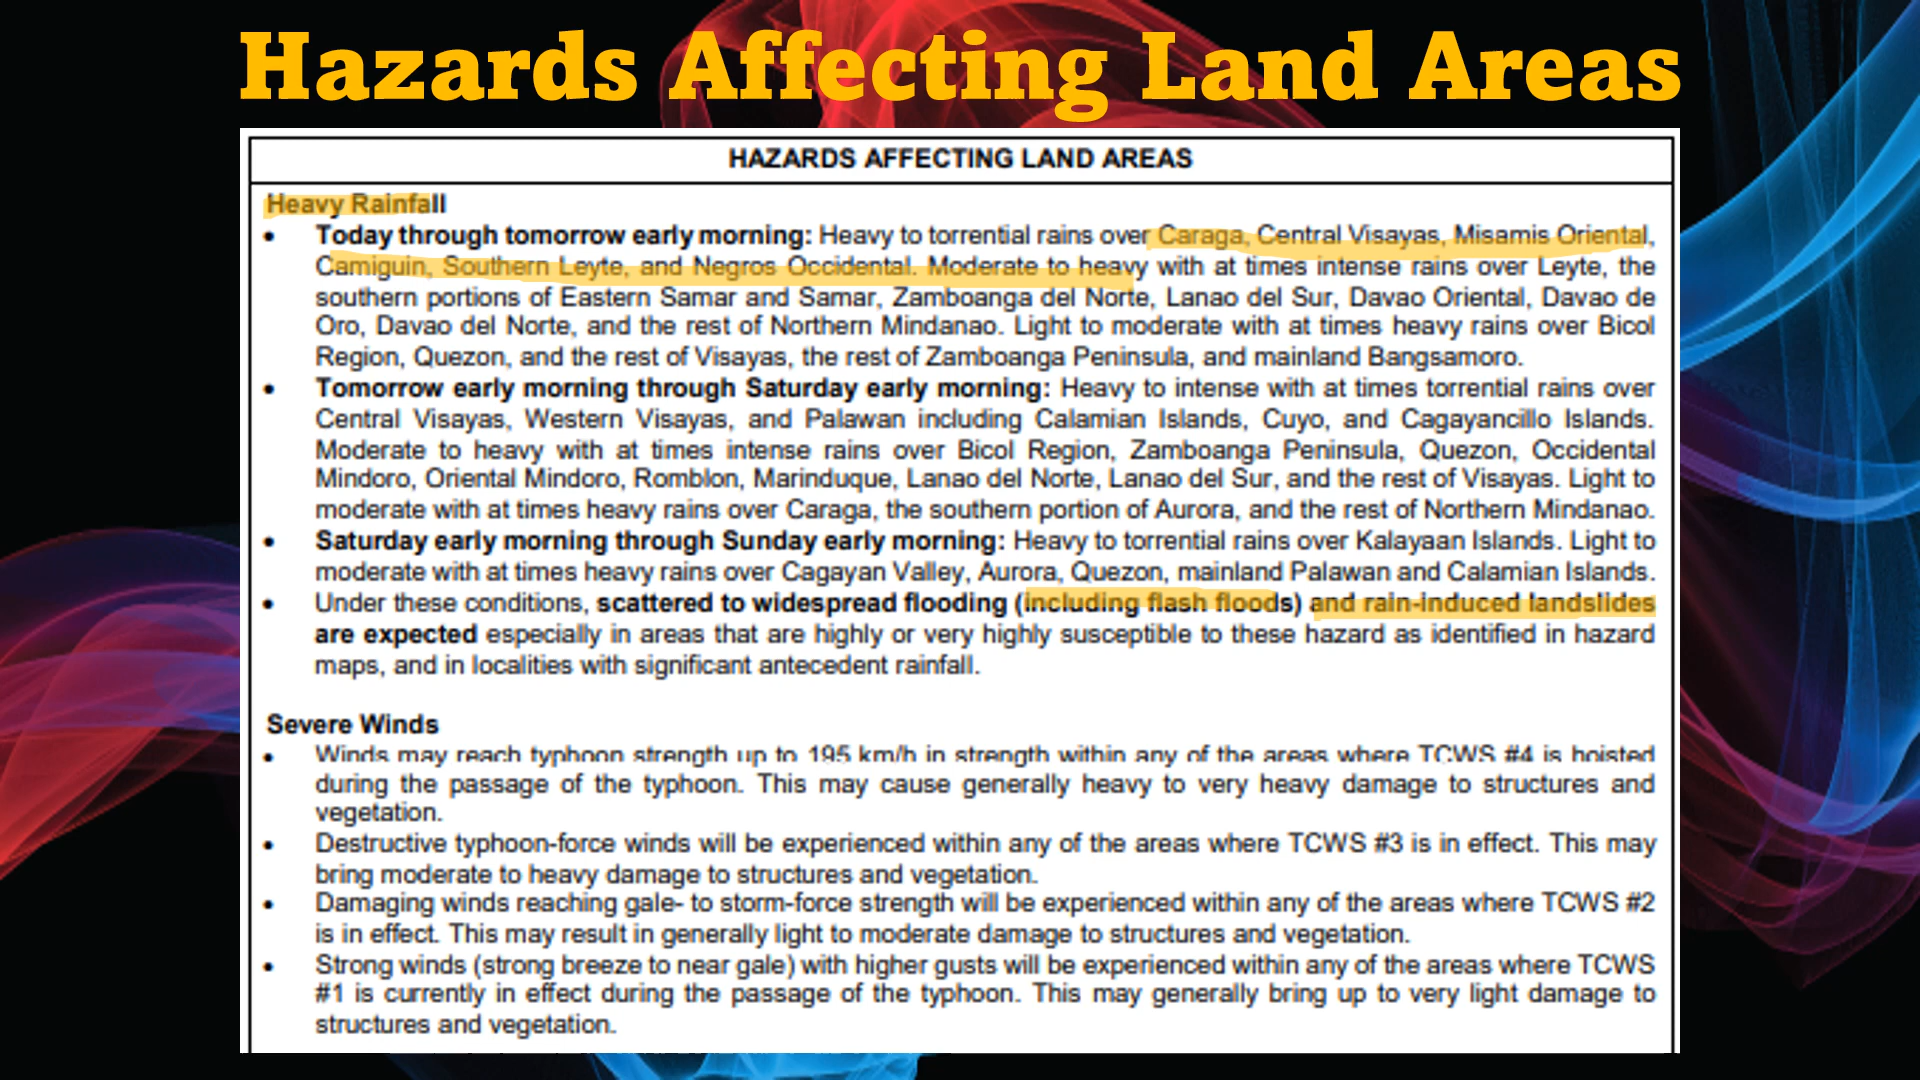 Hazards Affecting Land Areas
HAZARDS AFFECTING LAND AREAS
Heavy Rainfall
• Today through tomorrow early morning: Heavy to torrential rains over Caraga, Central Visayas, Misamis Oriental,
Camiguin, Southern Leyte, and Negros Occidental. Moderate to heavy with at times intense rains over Leyte, the
southern portions of Eastern Samar and Samar, Zamboanga del Norte, Lanao del Sur, Davao Oriental, Davao de
Oro, Davao del Norte, and the rest of Northern Mindanao. Light to moderate with at times heavy rains over Bicol
Region, Quezon, and the rest of Visayas, the rest of Zamboanga Peninsula, and mainland Bangsamoro.
• Tomorrow early morning through Saturday early morning: Heavy to intense with at times torrential rains over
Central Visayas, Western Visayas, and Palawan including Calamian Islands, Cuyo, and Cagayancillo Islands.
Moderate to heavy with at times intense rains over Bicol Region, Zamboanga Peninsula, Quezon, Occidental
Mindoro, Oriental Mindoro, Romblon, Marinduque, Lanao del Norte, Lanao del Sur, and the rest of Visayas. Light to
moderate with at times heavy rains over Caraga, the southern portion of Aurora, and the rest of Northern Mindanao.
• Saturday early morning through Sunday early morning: Heavy to torrential rains over Kalayaan Islands. Light to
moderate with at times heavy rains over Cagayan Valley, Aurora, Quezon, mainland Palawan and Calamian Islands.
• Under these conditions, scattered to widespread flooding (including flash floods) and rain-induced landslides
are expected especially in areas that are highly or very highly susceptible to these hazard as identified in hazard
maps, and in localities with significant antecedent rainfall.
Severe Winds
• Winds may reach typhoon strength up to 195 km/h in strength within any of the areas where TCWS #4 is hoisted
during the passage of the typhoon. This may cause generally heavy to very heavy damage to structures and
vegetation.
• Destructive typhoon-force winds will be experienced within any of the areas where TCWS #3 is in effect. This may
bring moderate to heavy damage to structures and vegetation.
• Damaging winds reaching gale- to storm-force strength will be experienced within any of the areas where TCWS #2
is in effect. This may result in generally light to moderate damage to structures and vegetation.
• Strong winds (strong breeze to near gale) with higher gusts will be experienced within any of the areas where TCWS
#1 is currently in effect during the passage of the typhoon. This may generally bring up to very light damage to
structures and vegetation.